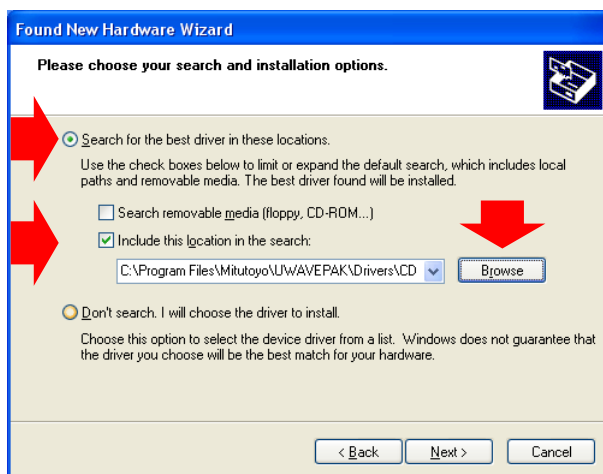 Found New Hardware Wizard
Please choose your search and installation options.
Search for the best driver in these locations.
Use the check boxes below to limit or expand the default search, which includes local
paths and removable media. The best driver found will be installed.
Search removable media (floppy, CD-ROM...)
Include this location in the search:
C:\Program Files\Mitutoyo\UWAVEPAK\Drivers\CD
Browse
Don't search. I will choose the driver to install.
Choose this option to select the device driver from a list. Windows does not guarantee that
the driver you choose will be the best match for your hardware.
< Back Next > Cancel